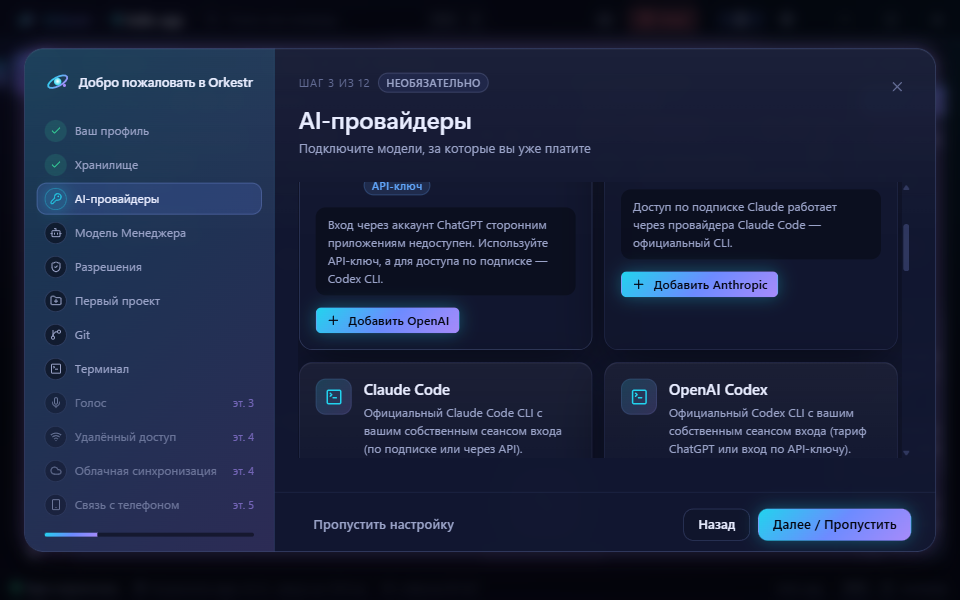 Добро пожаловать в Orkestr
Ваш профиль
Хранилище
AI-провайдеры
Модель Менеджера
Разрешения
Первый проект
Git
Терминал
Голос эт. 3
Удалённый доступ эт. 4
Облачная синхронизация эт. 4
Связь с телефоном эт. 5
ШАГ 3 ИЗ 12 НЕОБЯЗАТЕЛЬНО
AI-провайдеры
Подключите модели, за которые вы уже платите
API-ключ
Вход через аккаунт ChatGPT сторонним
приложениям недоступен. Используйте
API-ключ, а для доступа по подписке —
Codex CLI.
+ Добавить OpenAI
Доступ по подписке Claude работает
через провайдера Claude Code —
официальный CLI.
+ Добавить Anthropic
Claude Code
Официальный Claude Code CLI с
вашим собственным сеансом входа
(по подписке или через API).
OpenAI Codex
Официальный Codex CLI с вашим
собственным сеансом входа (тариф
ChatGPT или вход по API-ключу).
Пропустить настройку
Назад
Далее / Пропустить